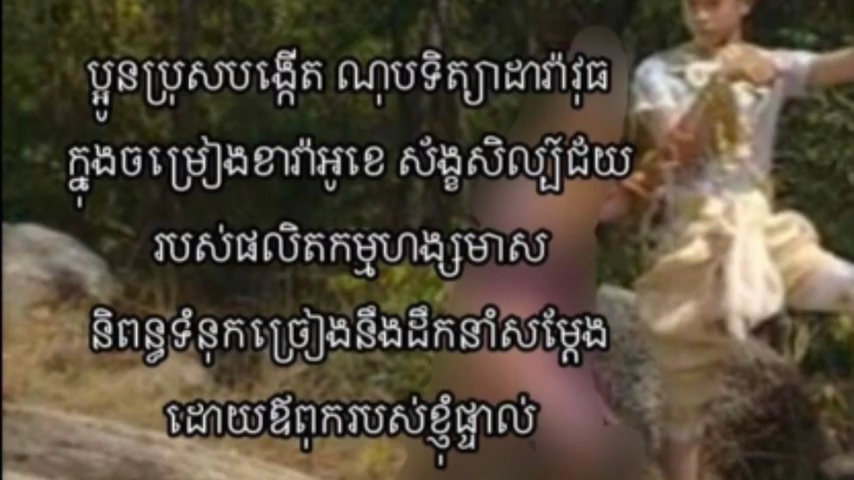 ប្អូនប្រុសបង្កើត ណុបទិត្យាដារ៉ាវុធ
ក្នុងចម្រៀងខារ៉ាអូខេ ស័ង្ខសិល្ប៍ជ័យ
របស់ផលិតកម្មហង្សមាស
និពន្ធទំនុកច្រៀងនឹងដឹកនាំសម្ដែង
ដោយឪពុករបស់ខ្ញុំផ្ទាល់